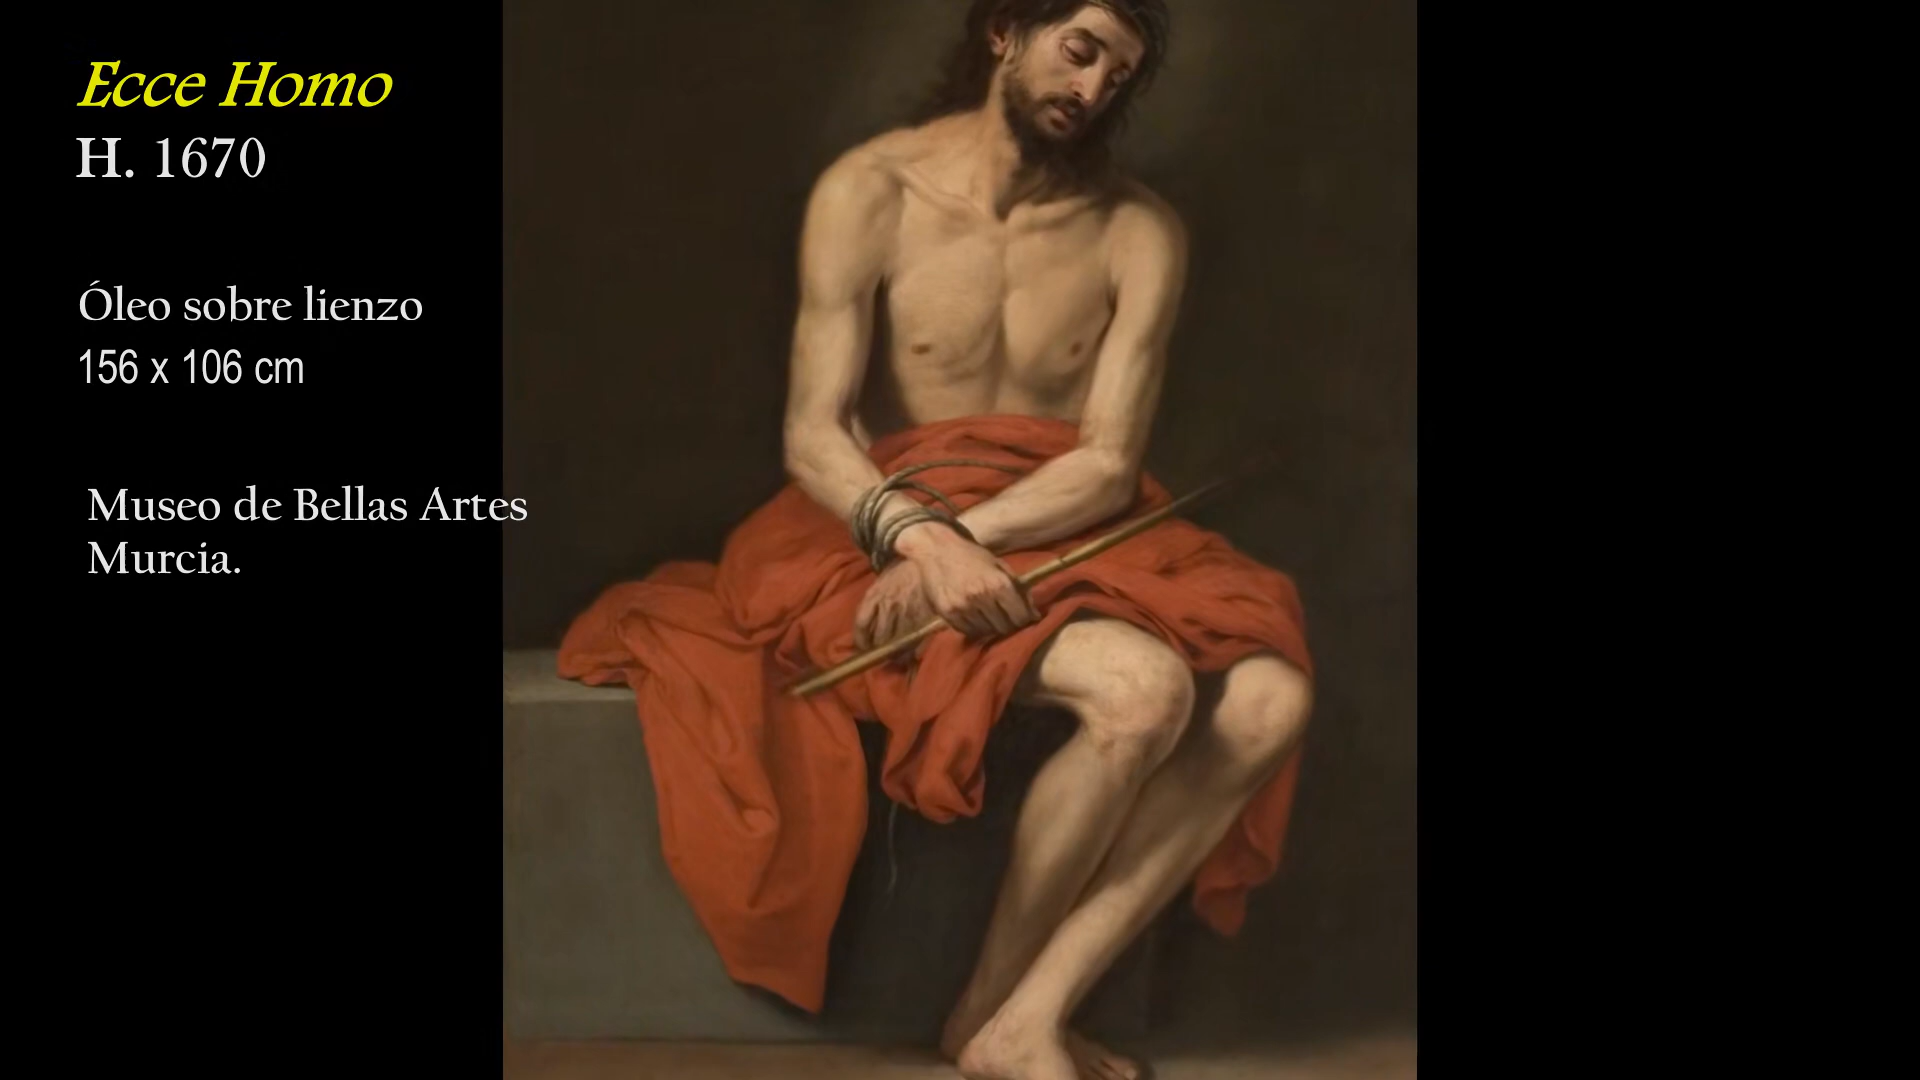 Ecce Homo
H. 1670
Óleo sobre lienzo
156 x 106 cm
Museo de Bellas Artes
Murcia.